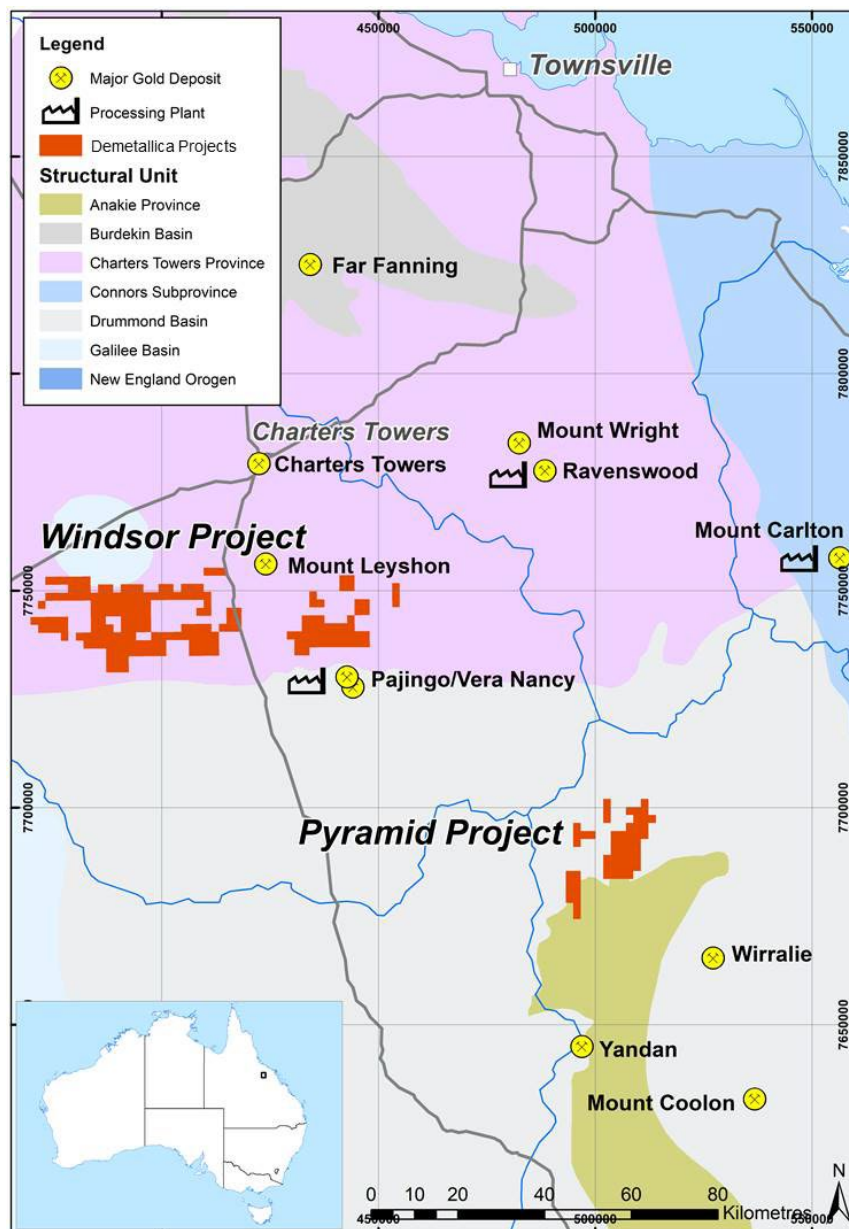 450000
500000
550000
Legend
Major Gold Deposit
Processing Plant
Demetallica Projects
Structural Unit
Anakie Province
Burdekin Basin
Charters Towers Province
Connors Subprovince
Drummond Basin
Galilee Basin
New England Orogen
Townsville
7850000
Far Fanning
7800000
Charters Towers
Charters Towers
Mount Wright
Ravenswood
Windsor Project
Mount Carlton
Mount Leyshon
7750000
7750000
Pajingo/Vera Nancy
7700000
7700000
Pyramid Project
Wirralie
7650000
Yandan
Mount Coolon
N
0 10 20 40 60 80
Kilometres
450000
500000